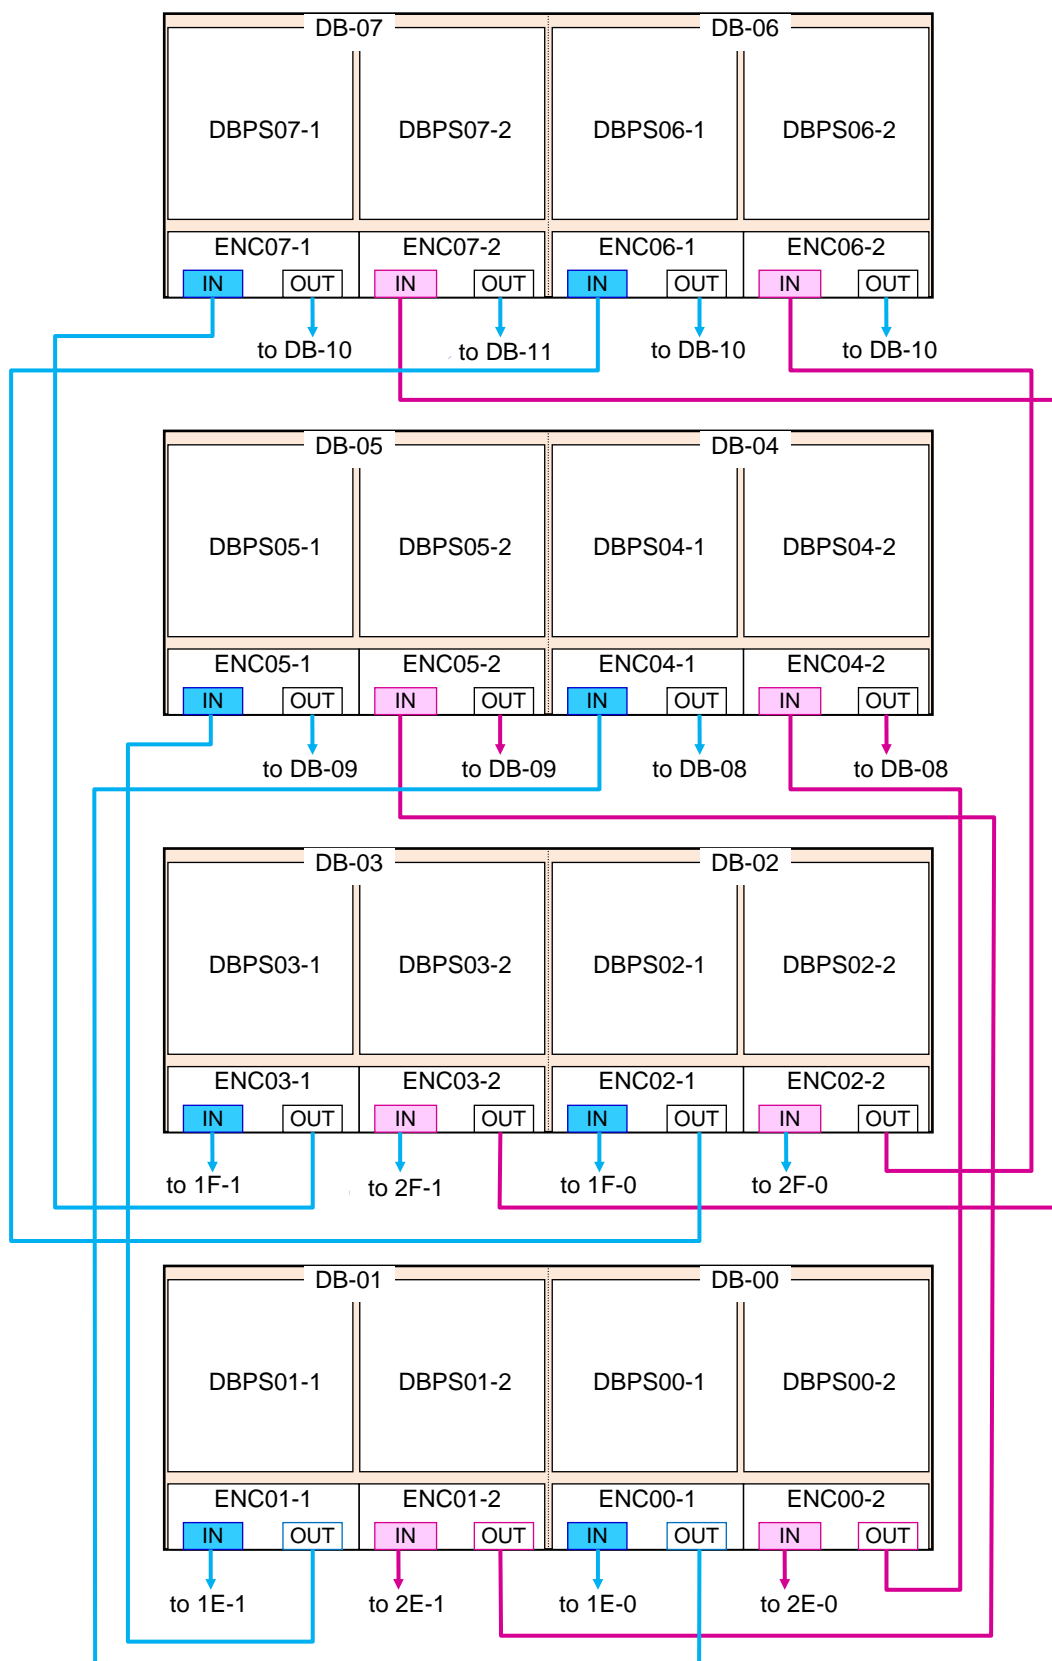 DB-07 DB-06
DBPS07-1 DBPS07-2 DBPS06-1 DBPS06-2
ENC07-1 ENC07-2 ENC06-1 ENC06-2
IN OUT IN OUT IN OUT IN OUT
to DB-10 to DB-11 to DB-10 to DB-10
DB-05 DB-04
DBPS05-1 DBPS05-2 DBPS04-1 DBPS04-2
ENC05-1 ENC05-2 ENC04-1 ENC04-2
IN OUT IN OUT IN OUT IN OUT
to DB-09 to DB-09 to DB-08 to DB-08
DB-03 DB-02
DBPS03-1 DBPS03-2 DBPS02-1 DBPS02-2
ENC03-1 ENC03-2 ENC02-1 ENC02-2
IN OUT IN OUT IN OUT IN OUT
to 1F-1 to 2F-1 to 1F-0 to 2F-0
DB-01 DB-00
DBPS01-1 DBPS01-2 DBPS00-1 DBPS00-2
ENC01-1 ENC01-2 ENC00-1 ENC00-2
IN OUT IN OUT IN OUT IN OUT
to 1E-1 to 2E-1 to 1E-0 to 2E-0